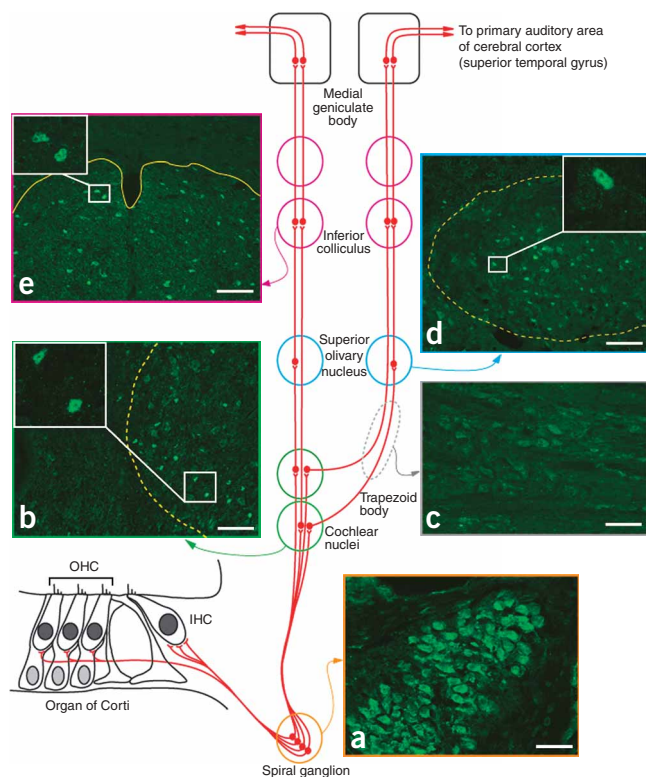 To primary auditory area
of cerebral cortex
(superior temporal gyrus)
Medial
geniculate
body
e
Inferior
colliculus
d
Superior
olivary
nucleus
b
Trapezoid
body
c
Cochlear
nuclei
OHC
IHC
Organ of Corti
a
Spiral ganglion